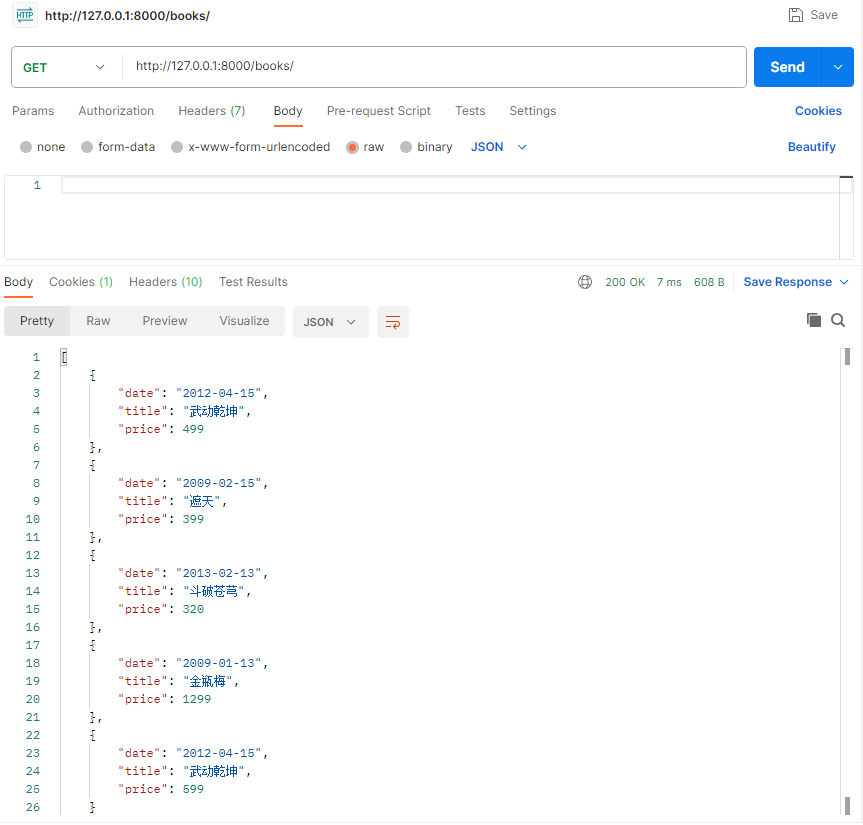 HTTP http://127.0.0.1:8000/books/ Save
GET http://127.0.0.1:8000/books/ Send
Params Authorization Headers (7) Body Pre-request Script Tests Settings Cookies
none form-data x-www-form-urlencoded raw binary JSON Beautify
1
Body Cookies (1) Headers (10) Test Results 200 OK 7 ms 608 B Save Response
Pretty Raw Preview Visualize JSON
1 [
2 {
3 "date": "2012-04-15",
4 "title": "武动乾坤",
5 "price": 499
6 },
7 {
8 "date": "2009-02-15",
9 "title": "遮天",
10 "price": 399
11 },
12 {
13 "date": "2013-02-13",
14 "title": "斗破苍芎",
15 "price": 320
16 },
17 {
18 "date": "2009-01-13",
19 "title": "金瓶梅",
20 "price": 1299
21 },
22 {
23 "date": "2012-04-15",
24 "title": "武动乾坤",
25 "price": 599
26 }